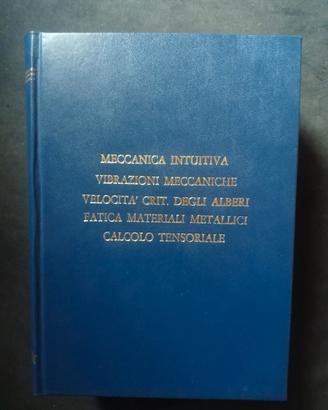 MECCANICA INTUITIVA
VIBRAZIONI MECCANICHE
VELOCITA' CRIT. DEGLI ALBERI
FATICA MATERIALI METALLICI
CALCOLO TENSORIALE